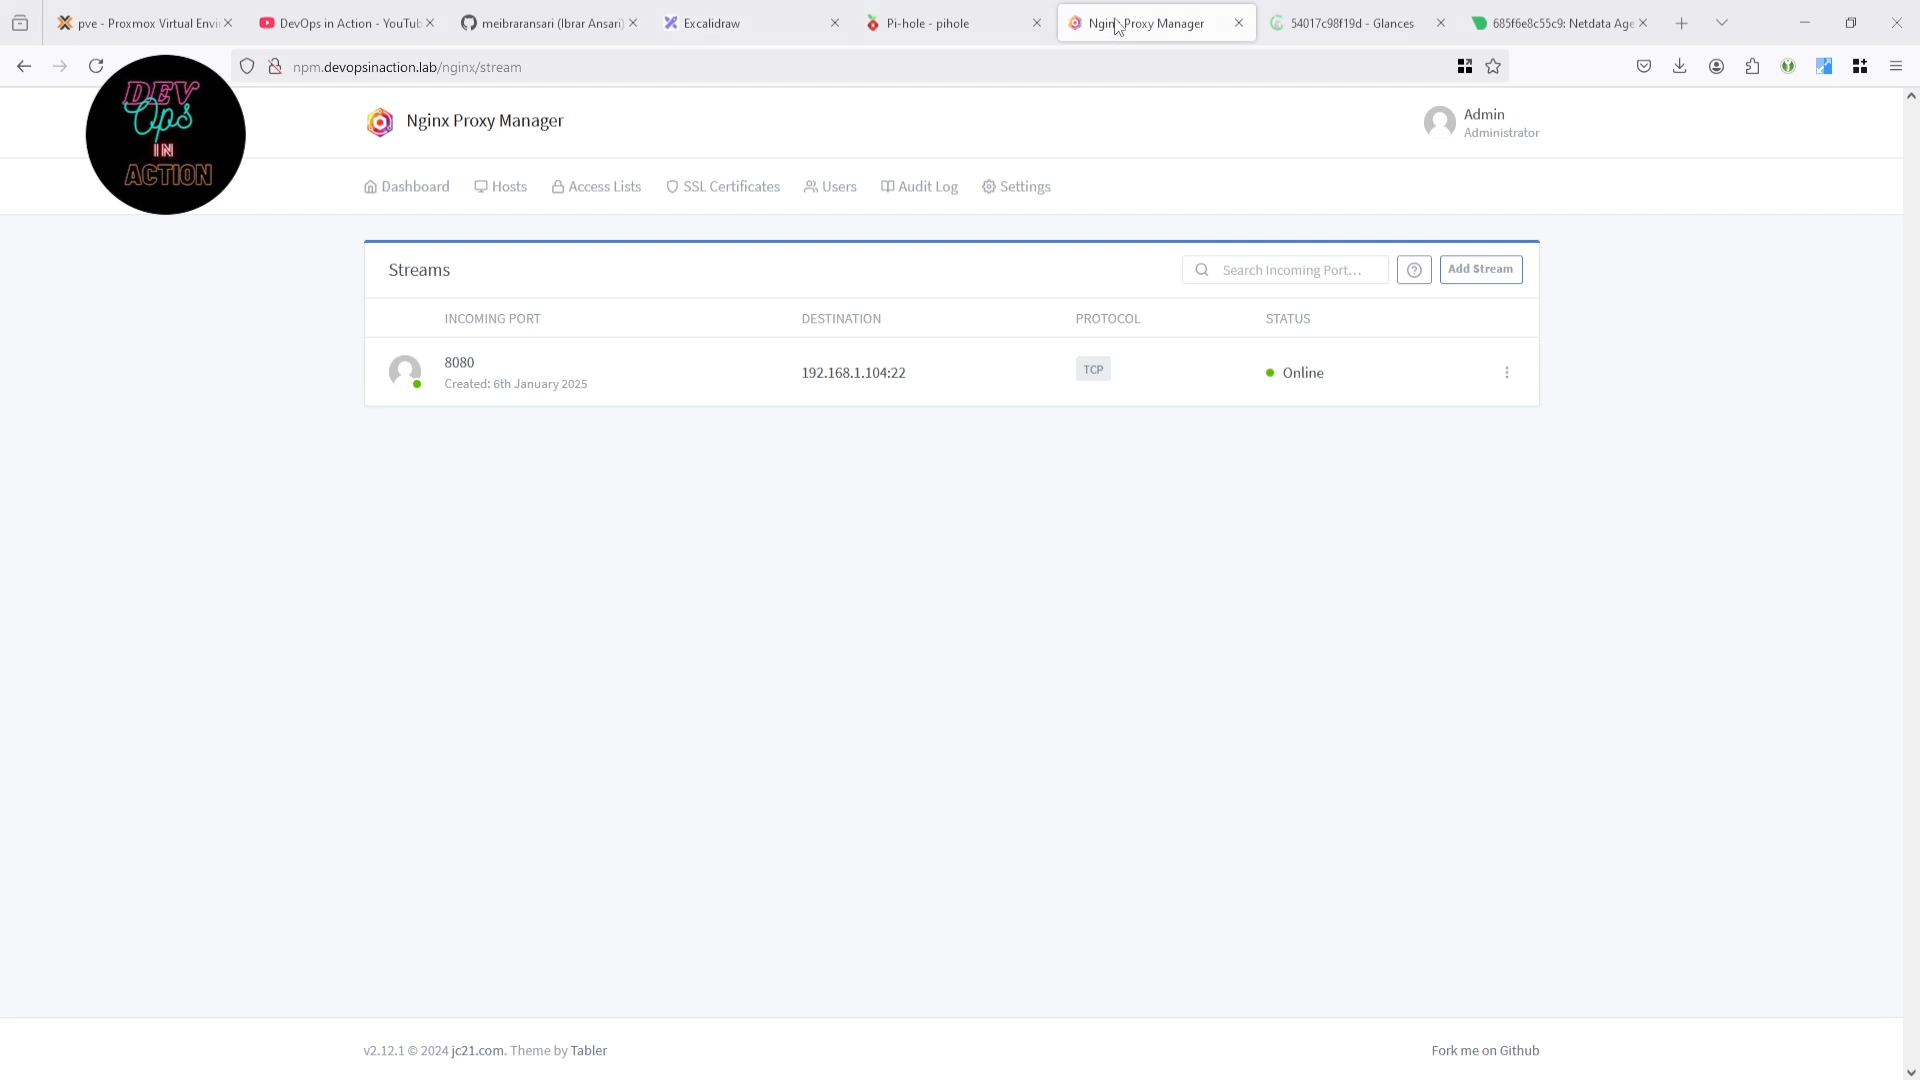 pve - Proxmox Virtual Envi
DevOps in Action - YouTub
meibraransari (Ibrar Ansari)
Excalidraw
Pi-hole - pihole
Nginx Proxy Manager
54017c98f19d - Glances
685f6e8c55c9: Netdata Age
npm.devopsinaction.lab/nginx/stream
DEV
Ops
IN
ACTION
Nginx Proxy Manager
Admin
Administrator
Dashboard
Hosts
Access Lists
SSL Certificates
Users
Audit Log
Settings
Streams
Search Incoming Port...
Add Stream
INCOMING PORT
DESTINATION
PROTOCOL
STATUS
8080
Created: 6th January 2025
192.168.1.104:22
TCP
Online
v2.12.1 © 2024 jc21.com. Theme by Tabler
Fork me on Github